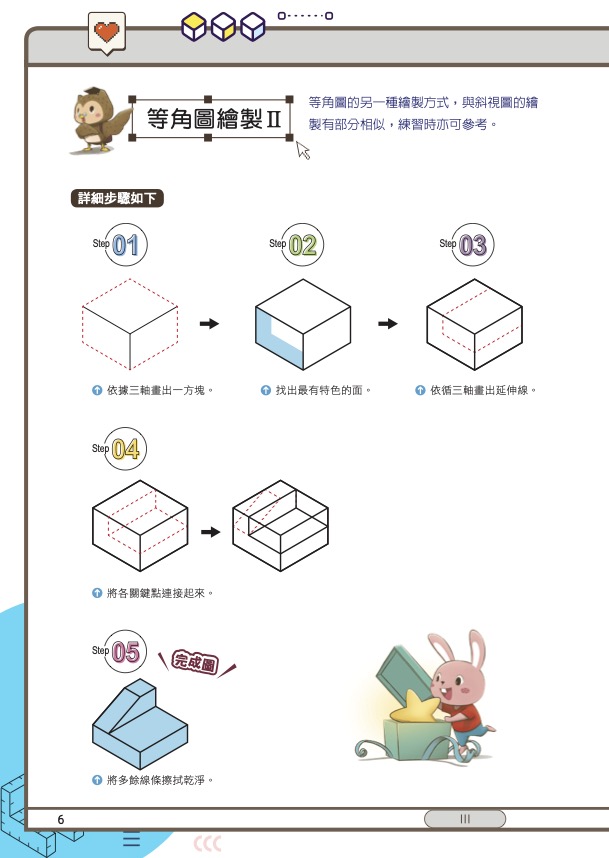 等角圖繪製Ⅱ
等角圖的另一種繪製方式，與斜視圖的繪
製有部分相似，練習時亦可參考。
詳細步驟如下
Step 01
Step 02
Step 03
依據三軸畫出一方塊。
找出最有特色的面。
依循三軸畫出延伸線。
Step 04
將各關鍵點連接起來。
Step 05
完成圖
將多餘線條擦拭乾淨。
6